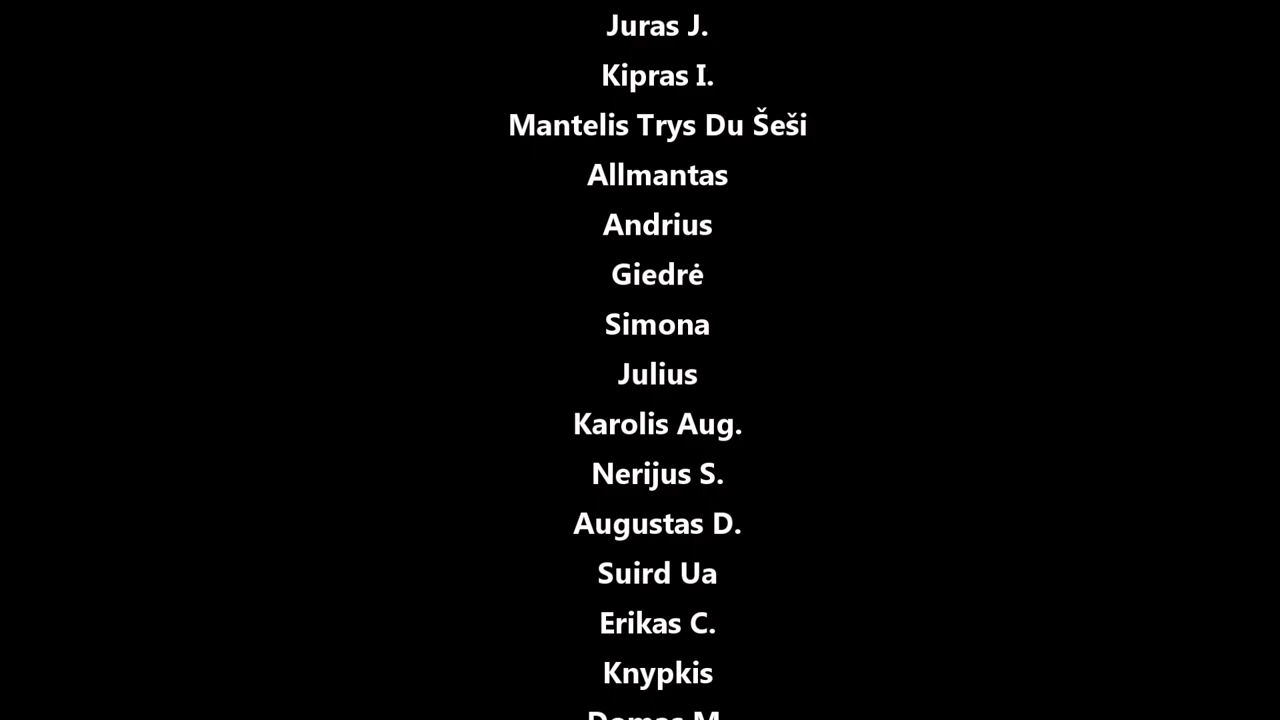 Juras J.
Kipras I.
Mantelis Trys Du Šeši
Allmantas
Andrius
Giedrė
Simona
Julius
Karolis Aug.
Nerijus S.
Augustas D.
Suird Ua
Erikas C.
Knypkis